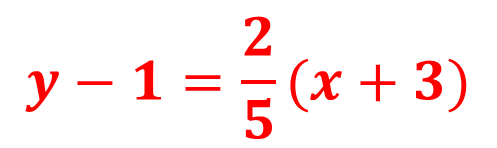 y − 1 = 2/5 (x + 3)